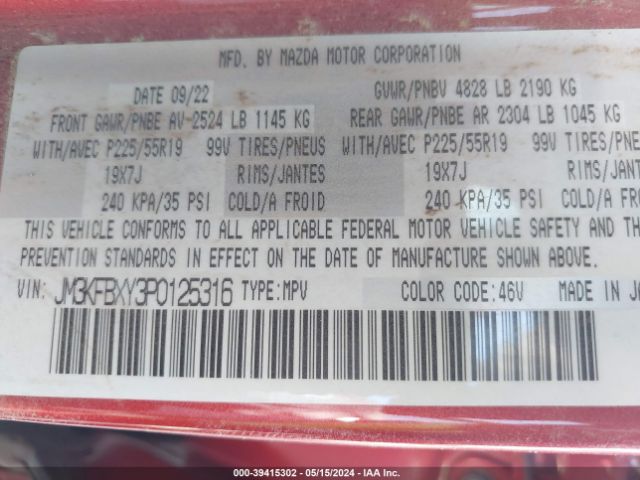 MFD. BY MAZDA MOTOR CORPORATION
DATE 09/22 GVWR/PNBV 4828 LB 2190 KG
FRONT GAWR/PNBE AV 2524 LB 1145 KG REAR GAWR/PNBE AR 2304 LB 1045 KG
WITH/AVEC P225/55R19 99V TIRES/PNEUS WITH/AVEC P225/55R19 99V TIRES/PNEUS
19X7J RIMS/JANTES 19X7J RIMS/JANTES
240 KPA/35 PSI COLD/A FROID 240 KPA/35 PSI COLD/A FROID
THIS VEHICLE CONFORMS TO ALL APPLICABLE FEDERAL MOTOR VEHICLE SAFETY AND
PREVENTION STANDARDS IN EFFECT ON THE DATE OF MANUFACTURE SHOWN ABOVE.
VIN: JM3KFBXY3P0125316 TYPE:MPV COLOR CODE:46V MADE IN
000-39415302 - 05/15/2024 - IAA Inc.